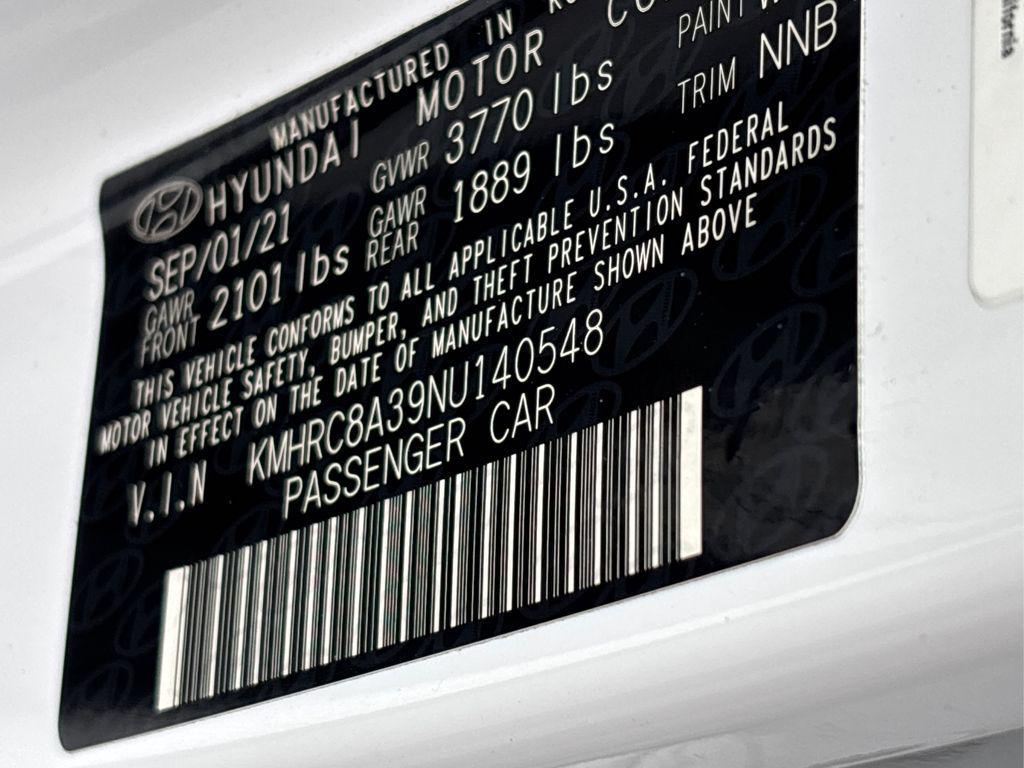 MANUFACTURED IN
HYUNDAI MOTOR
SEP/01/21 GVWR 3770 lbs PAINT
GAWR FRONT 2101 lbs GAWR REAR 1889 lbs TRIM NNB
THIS VEHICLE CONFORMS TO ALL APPLICABLE U.S.A. FEDERAL
MOTOR VEHICLE SAFETY, BUMPER, AND THEFT PREVENTION STANDARDS
IN EFFECT ON THE DATE OF MANUFACTURE SHOWN ABOVE
V.I.N KMHRC8A39NU140548
PASSENGER CAR